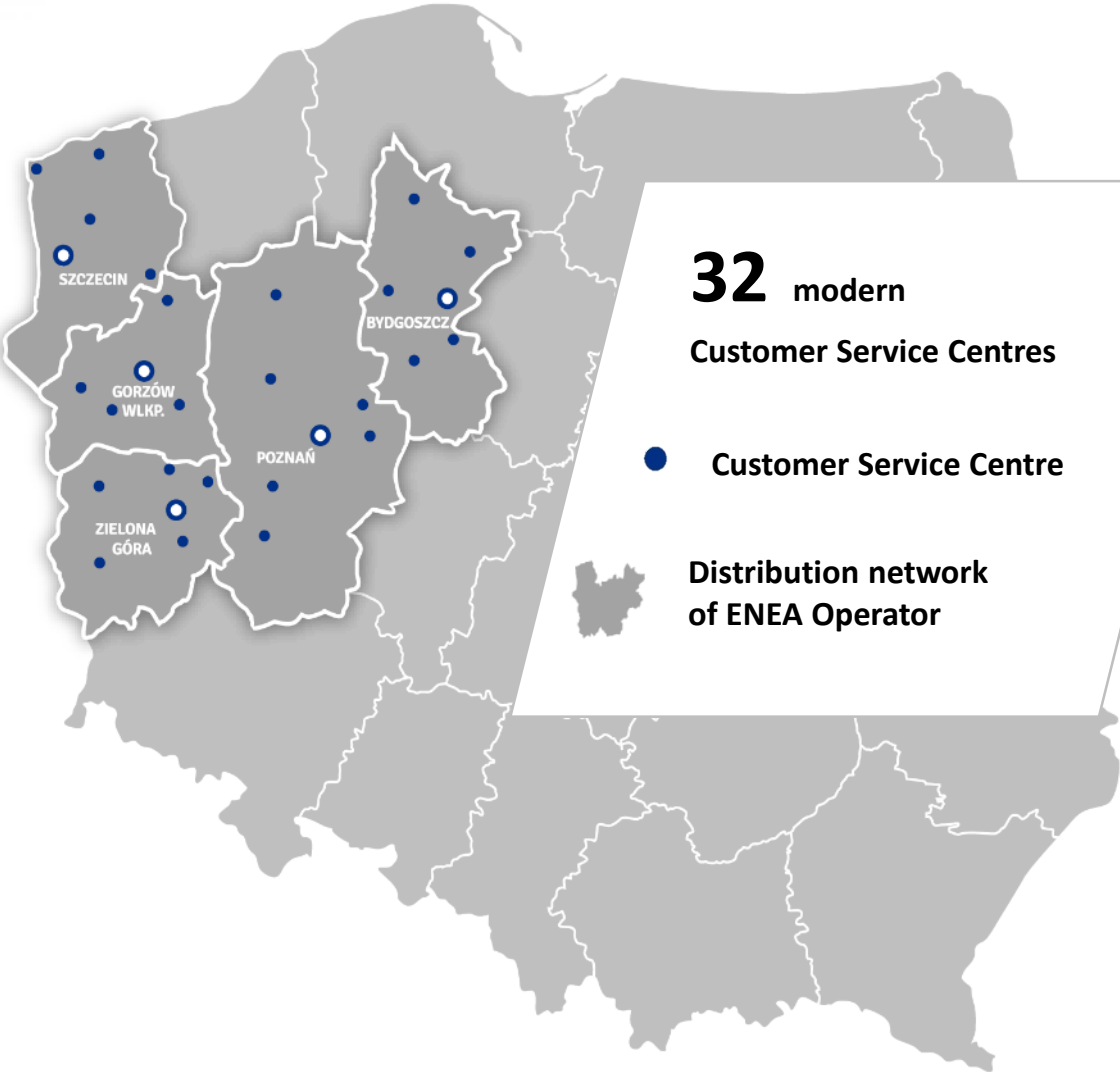 SZCZECIN
BYDGOSZCZ
GORZÓW
WLKP.
POZNAŃ
ZIELONA
GÓRA
32 modern
Customer Service Centres
Customer Service Centre
Distribution network
of ENEA Operator